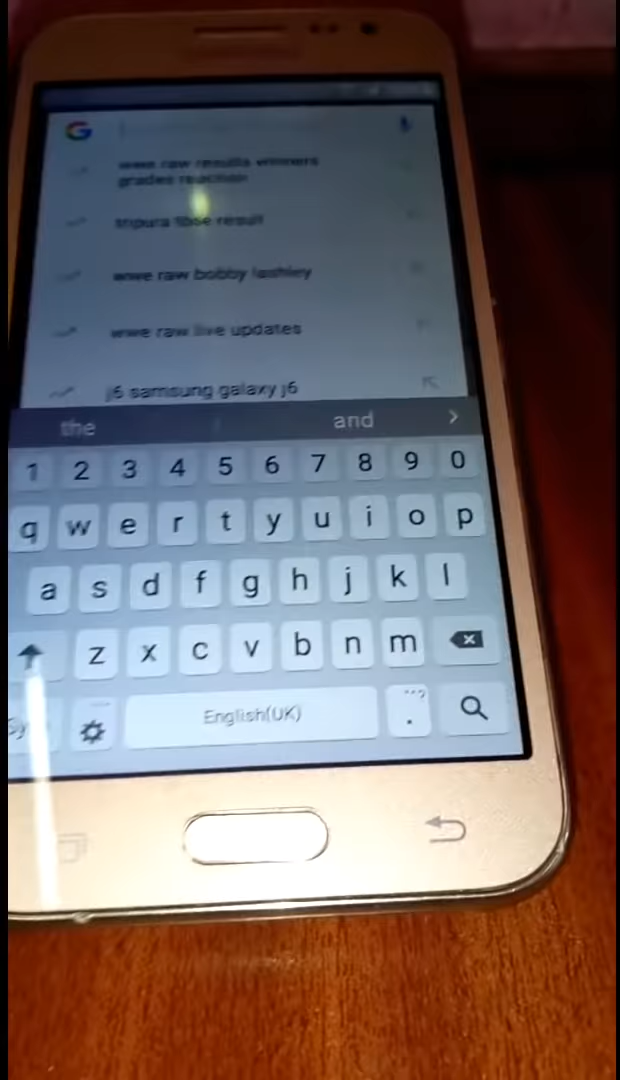 G
wwe raw results winners
grades reaction
tripura tbse result
wwe raw bobby lashley
wwe raw live updates
j6 samsung galaxy j6
the and >
1 2 3 4 5 6 7 8 9 0
q w e r t y u i o p
a s d f g h j k l
z x c v b n m
Sy English(UK) .